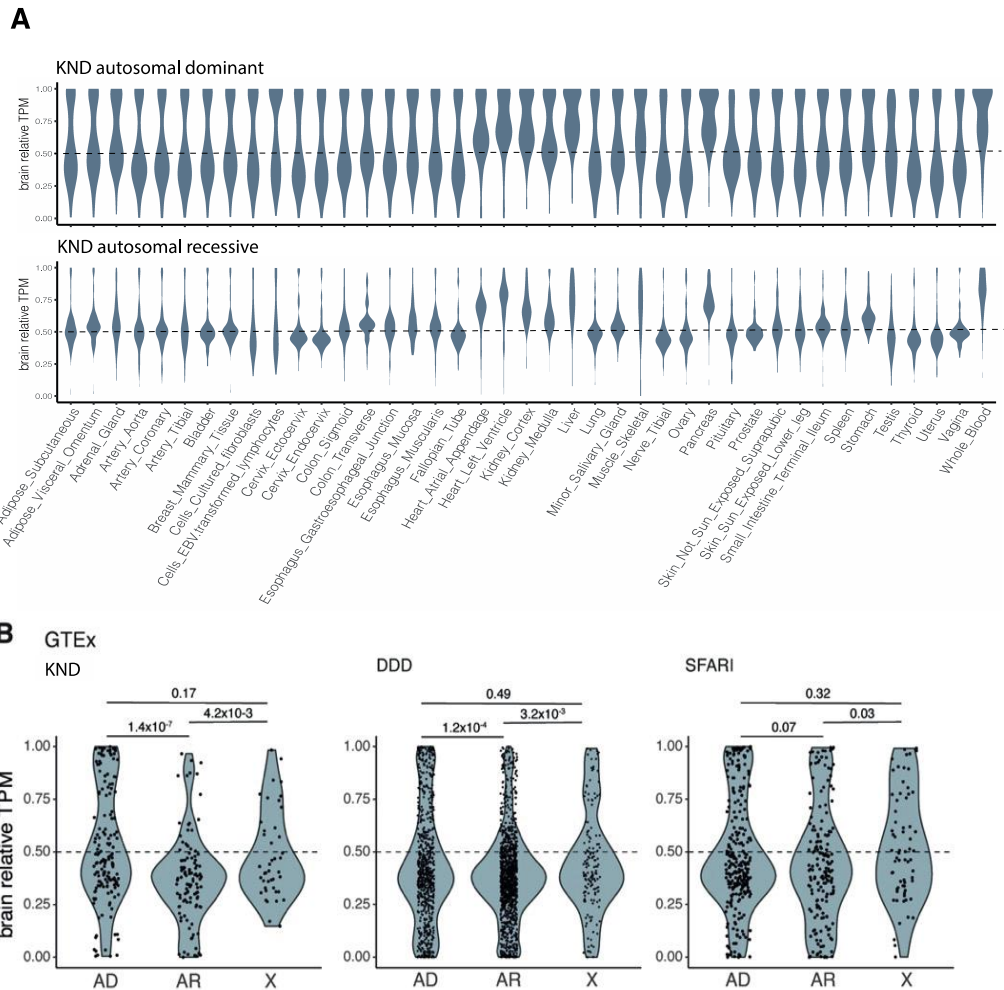 A
KND autosomal dominant
brain relative TPM
1.00
0.75
0.50
0.25
0.00
KND autosomal recessive
brain relative TPM
1.00
0.75
0.50
0.25
0.00
Adipose_Subcutaneous
Adipose_Visceral_Omentum
Adrenal_Gland
Artery_Aorta
Artery_Coronary
Artery_Tibial
Bladder
Breast_Mammary_Tissue
Cells_Cultured_fibroblasts
Cells_EBV.transformed_lymphocytes
Cervix_Ectocervix
Cervix_Endocervix
Colon_Sigmoid
Colon_Transverse
Esophagus_Gastroesophageal_Junction
Esophagus_Mucosa
Esophagus_Muscularis
Fallopian_Tube
Heart_Atrial_Appendage
Heart_Left_Ventricle
Kidney_Cortex
Kidney_Medulla
Liver
Lung
Minor_Salivary_Gland
Muscle_Skeletal
Nerve_Tibial
Ovary
Pancreas
Pituitary
Prostate
Skin_Not_Sun_Exposed_Suprapubic
Skin_Sun_Exposed_Lower_leg
Small_Intestine_Terminal_Ileum
Spleen
Stomach
Testis
Thyroid
Uterus
Vagina
Whole_Blood
B
GTEx
KND
DDD
SFARI
0.17
4.2x10-3
1.4x10⁻⁷
0.49
3.2x10⁻³
1.2x10⁻⁴
0.32
0.03
0.07
brain relative TPM
1.00
0.75
0.50
0.25
0.00
AD AR X
1.00
0.75
0.50
0.25
0.00
AD AR X
1.00
0.75
0.50
0.25
0.00
AD AR X